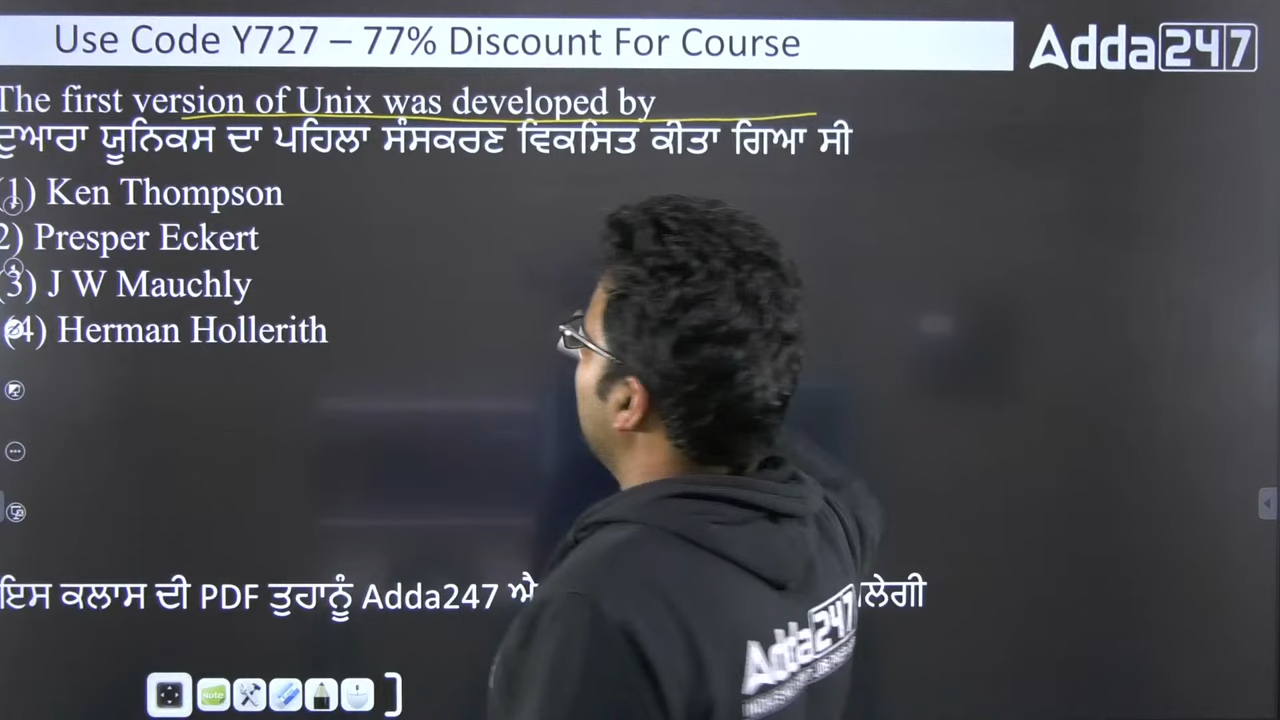 Use Code Y727 – 77% Discount For Course
Adda247
The first version of Unix was developed by
ਦੁਆਰਾ ਯੂਨਿਕਸ ਦਾ ਪਹਿਲਾ ਸੰਸਕਰਣ ਵਿਕਸਿਤ ਕੀਤਾ ਗਿਆ ਸੀ
(1) Ken Thompson
2) Presper Eckert
(3) J W Mauchly
(4) Herman Hollerith
ਇਸ ਕਲਾਸ ਦੀ PDF ਤੁਹਾਨੂੰ Adda247
Adda247
Note